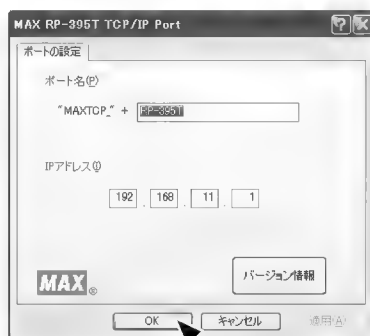 MAX RP-395T TCP/IP Port
ポートの設定
ポート名(P)
"MAXTCP_" + RP-395T
IPアドレス(I)
192 . 168 . 11 . 1
MAX®
バージョン情報
OK キャンセル 適用(A)